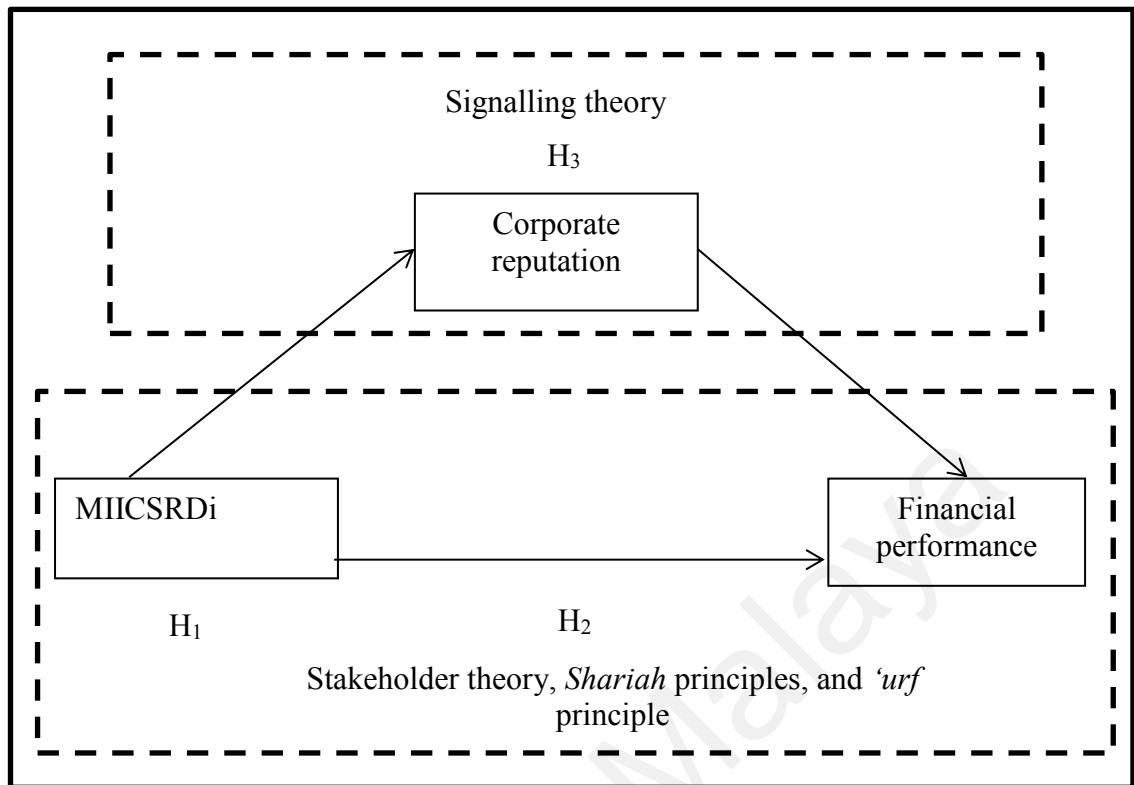 Signalling theory
H₃
Corporate
reputation
MIICSRDi
Financial
performance
H₁
H₂
Stakeholder theory, Shariah principles, and ‘urf
principle
Malaya